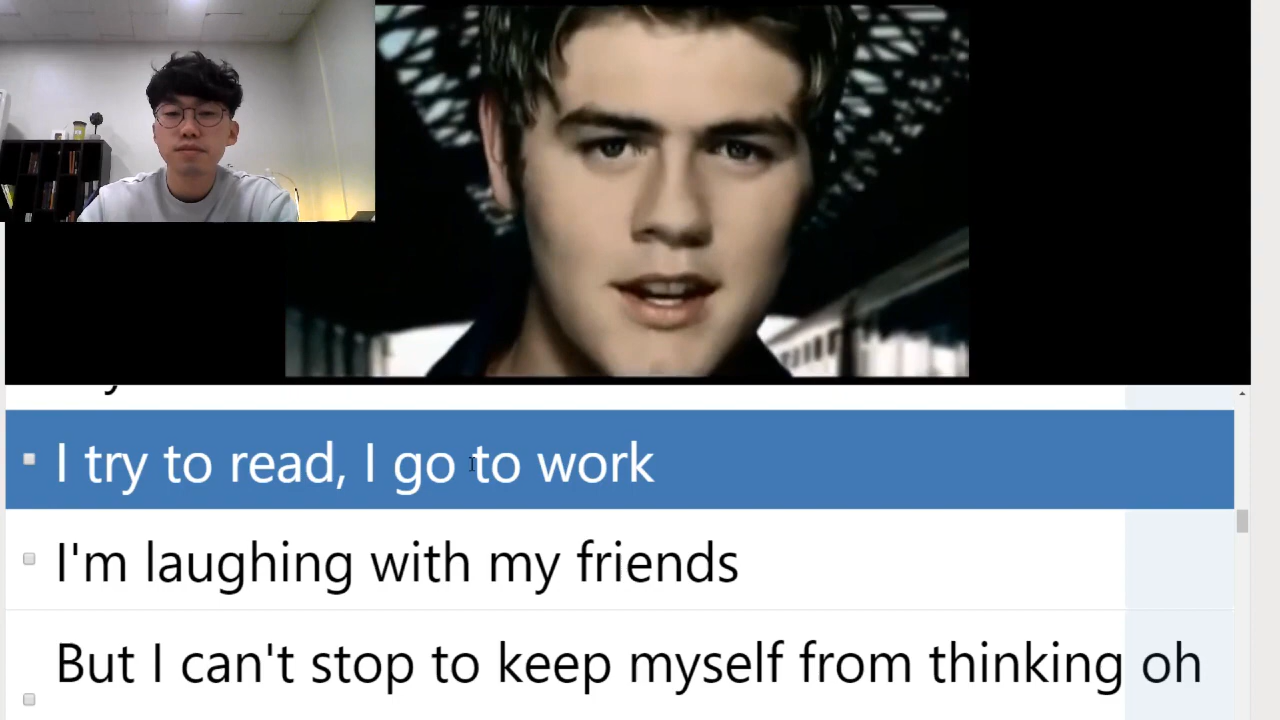 I try to read, I go to work
I'm laughing with my friends
But I can't stop to keep myself from thinking oh